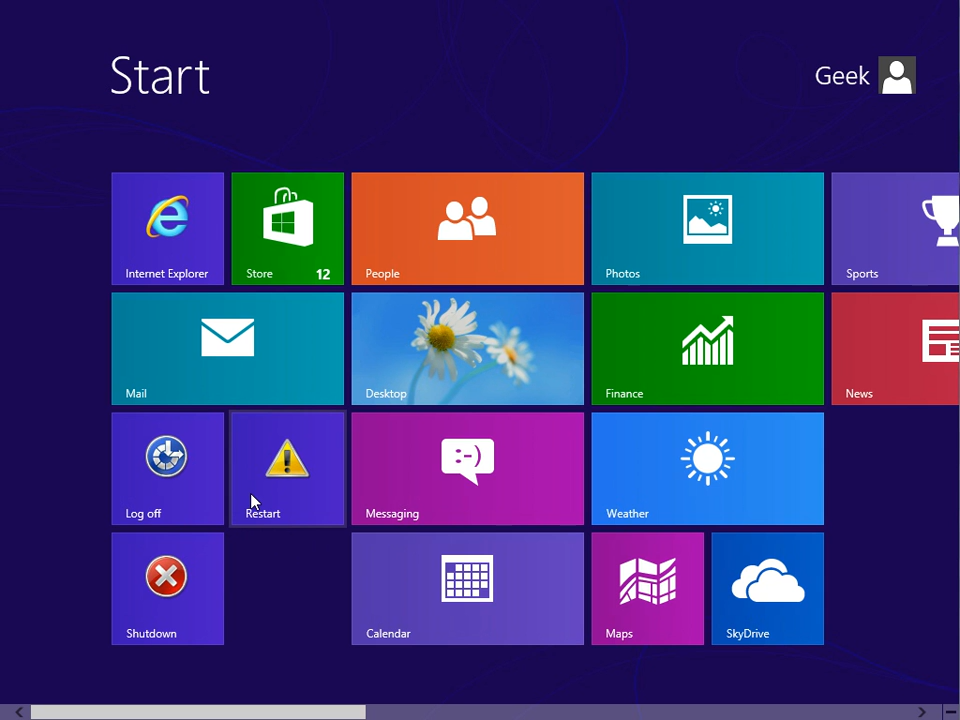 Start
Geek
Internet Explorer
Store
12
People
Photos
Sports
Mail
Desktop
Finance
News
Log off
Restart
Messaging
:-)
Weather
Shutdown
Calendar
Maps
SkyDrive